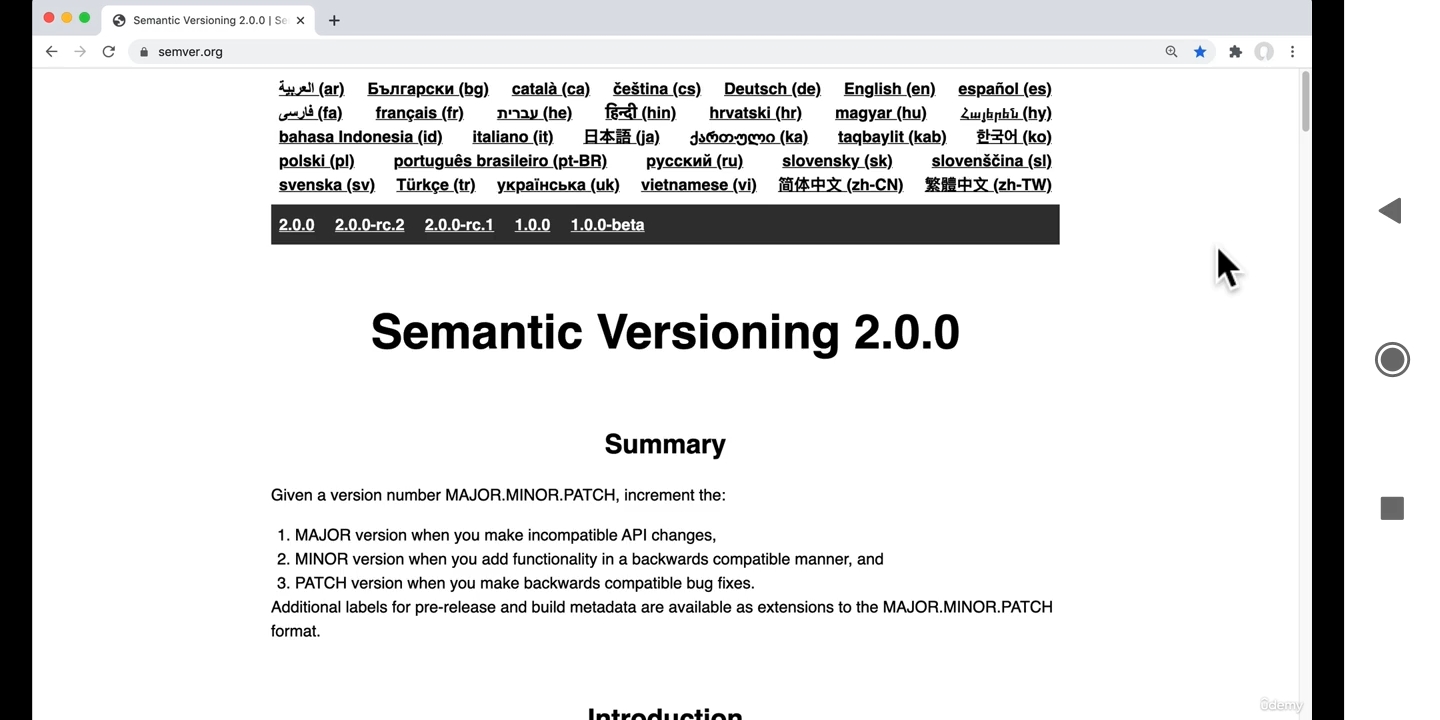 Semantic Versioning 2.0.0 | Se
semver.org
العربية (ar) Български (bg) català (ca) čeština (cs) Deutsch (de) English (en) español (es)
فارسی (fa) français (fr) עברית (he) हिन्दी (hin) hrvatski (hr) magyar (hu) Հայերեն (hy)
bahasa Indonesia (id) italiano (it) 日本語 (ja) ქართული (ka) taqbaylit (kab) 한국어 (ko)
polski (pl) português brasileiro (pt-BR) русский (ru) slovensky (sk) slovenščina (sl)
svenska (sv) Türkçe (tr) українська (uk) vietnamese (vi) 简体中文 (zh-CN) 繁體中文 (zh-TW)
2.0.0 2.0.0-rc.2 2.0.0-rc.1 1.0.0 1.0.0-beta
Semantic Versioning 2.0.0
Summary
Given a version number MAJOR.MINOR.PATCH, increment the:
1. MAJOR version when you make incompatible API changes,
2. MINOR version when you add functionality in a backwards compatible manner, and
3. PATCH version when you make backwards compatible bug fixes.
Additional labels for pre-release and build metadata are available as extensions to the MAJOR.MINOR.PATCH
format.
Introduction
ûdemy